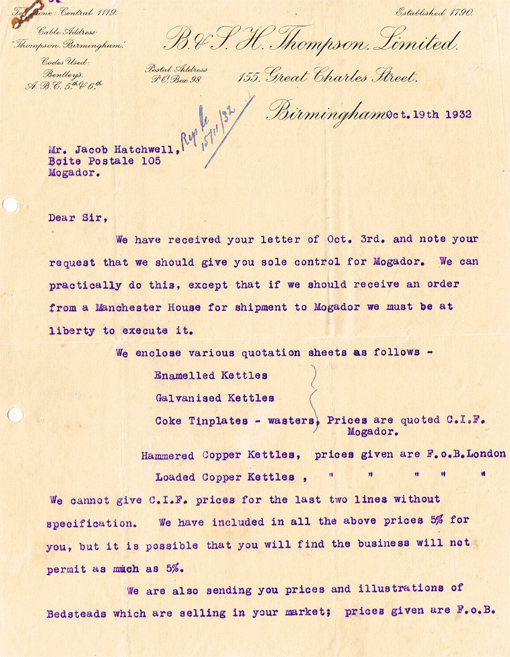 Telephone Central 1119.
Established 1790.
Cable Address
"Thompson, Birmingham."
B. & S. H. Thompson, Limited.
Codes Used
Bentleys.
A.B.C. 5th & 6th
Postal Address
P.O. Box 98.
155, Great Charles Street,
Birmingham Oct. 19th 1932
15/11/32
Mr. Jacob Hatchwell,
Boite Postale 105
Mogador.
Dear Sir,
We have received your letter of Oct. 3rd. and note your
request that we should give you sole control for Mogador. We can
practically do this, except that if we should receive an order
from a Manchester House for shipment to Mogador we must be at
liberty to execute it.
We enclose various quotation sheets as follows -
Enamelled Kettles
Galvanised Kettles
Coke Tinplates - wasters, Prices are quoted C.I.F.
Mogador.
Hammered Copper Kettles, prices given are F.o.B.London
Loaded Copper Kettles , " " " " "
We cannot give C.I.F. prices for the last two lines without
specification. We have included in all the above prices 5% for
you, but it is possible that you will find the business will not
permit as much as 5%.
We are also sending you prices and illustrations of
Bedsteads which are selling in your market; prices given are F.o.B.